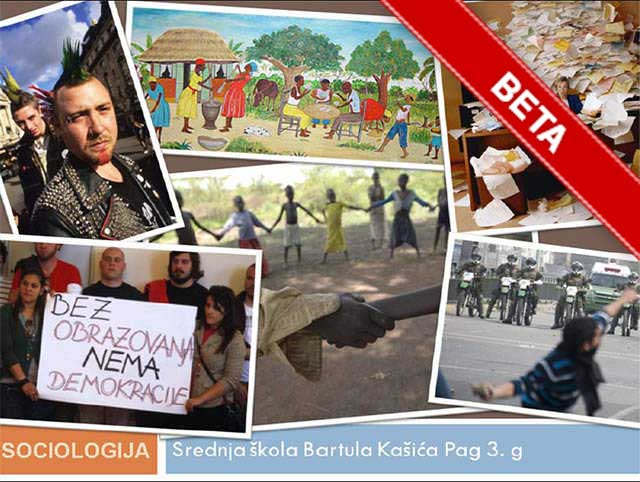 BETA
BEZ
OBRAZOVANJA
NEMA
DEMOKRACIJE
SOCIOLOGIJA
Srednja škola Bartula Kašića Pag 3. g